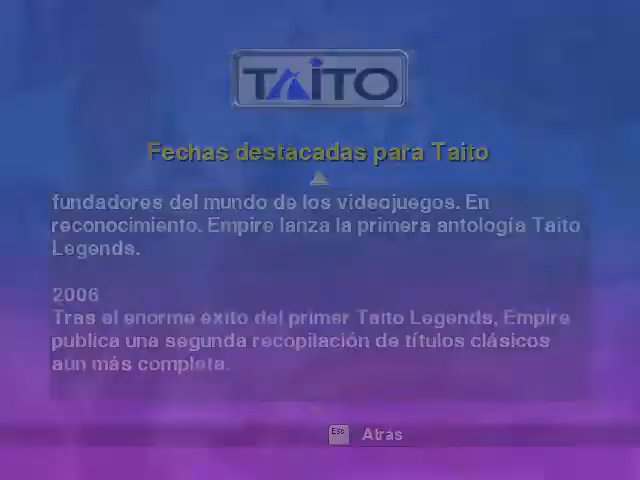 TAITO
Fechas destacadas para Taito
fundadores del mundo de los videojuegos. En
reconocimiento. Empire lanza la primera antología Taito
Legends.
2006
Tras el enorme éxito del primer Taito Legends, Empire
publica una segunda recopilación de títulos clásicos
aún más completa.
Esc Atrás